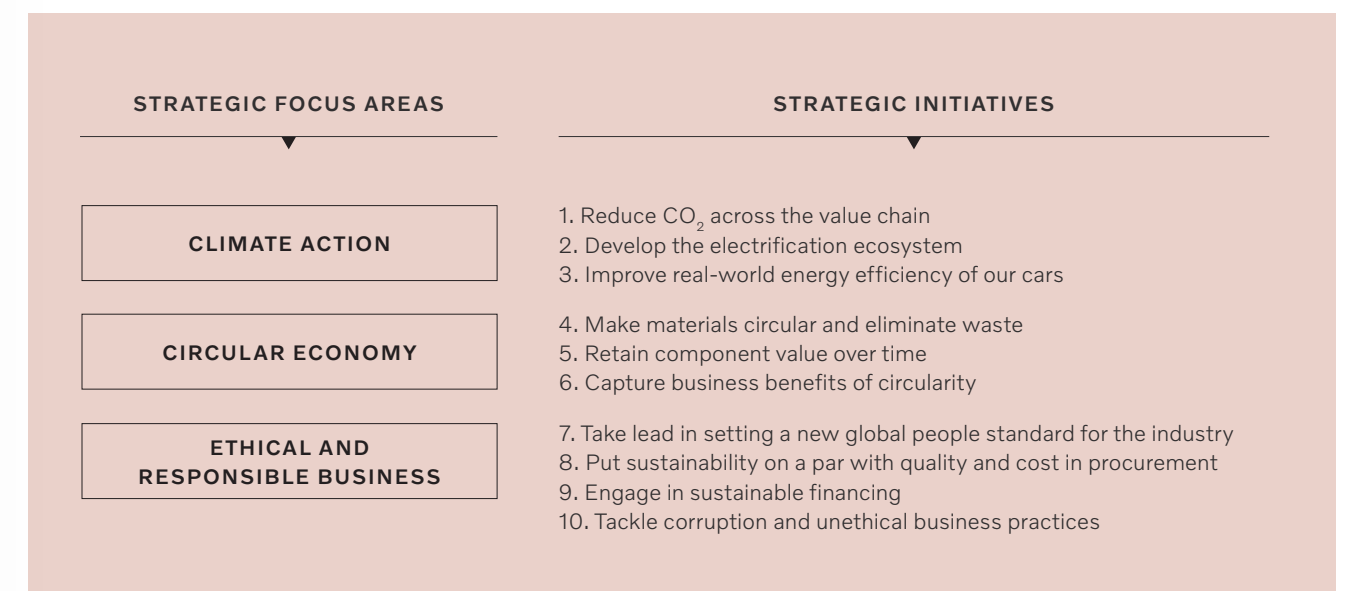 STRATEGIC FOCUS AREAS
STRATEGIC INITIATIVES
CLIMATE ACTION
1. Reduce CO₂ across the value chain
2. Develop the electrification ecosystem
3. Improve real-world energy efficiency of our cars
CIRCULAR ECONOMY
4. Make materials circular and eliminate waste
5. Retain component value over time
6. Capture business benefits of circularity
ETHICAL AND
RESPONSIBLE BUSINESS
7. Take lead in setting a new global people standard for the industry
8. Put sustainability on a par with quality and cost in procurement
9. Engage in sustainable financing
10. Tackle corruption and unethical business practices